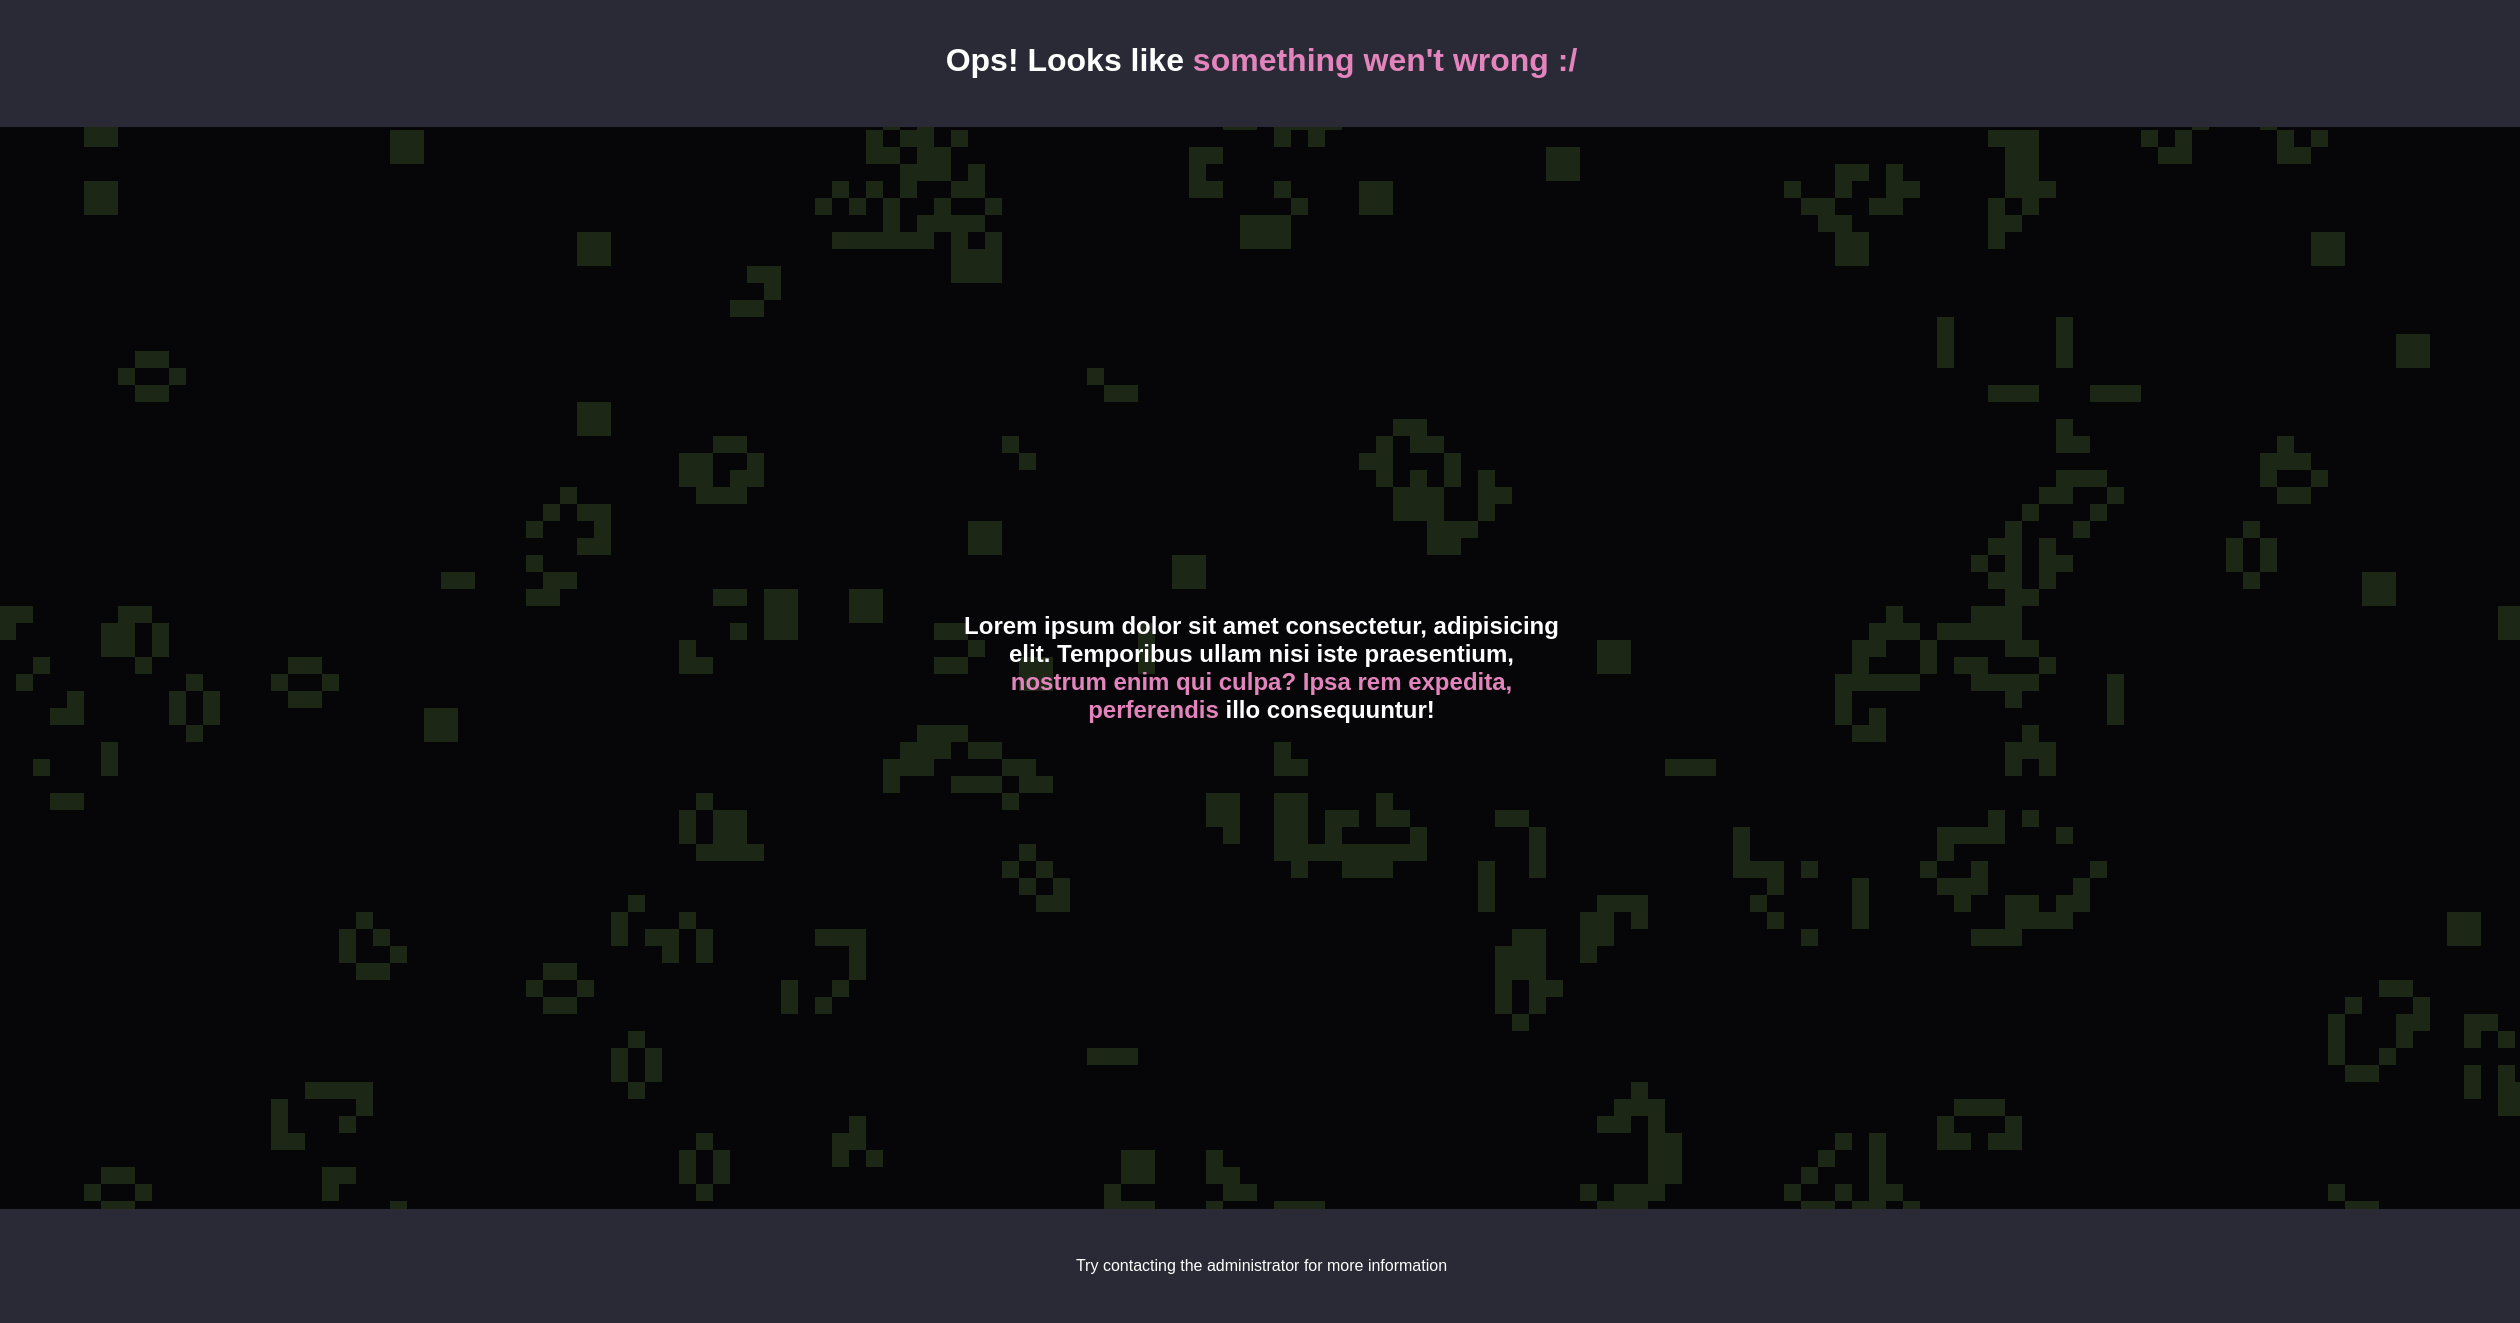 Ops! Looks like something wen't wrong :/
Lorem ipsum dolor sit amet consectetur, adipisicing
elit. Temporibus ullam nisi iste praesentium,
nostrum enim qui culpa? Ipsa rem expedita,
perferendis illo consequuntur!
Try contacting the administrator for more information